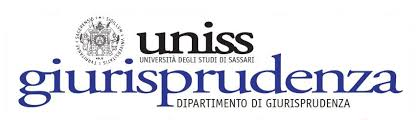 uniss
UNIVERSITÀ DEGLI STUDI DI SASSARI
giurisprudenza
DIPARTIMENTO DI GIURISPRUDENZA